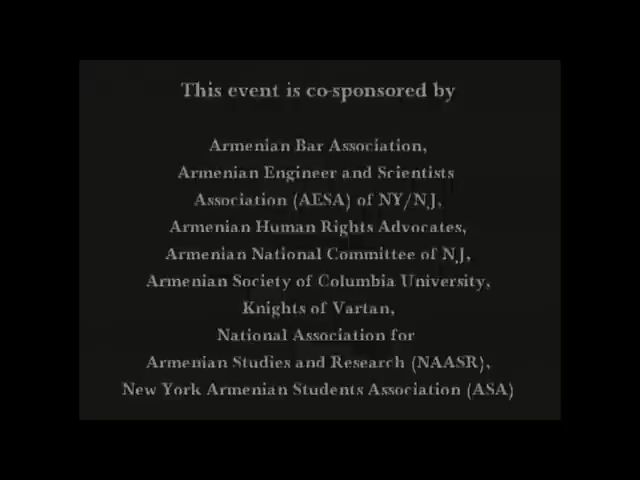 This event is co-sponsored by
Armenian Bar Association,
Armenian Engineer and Scientists
Association (AESA) of NY/NJ,
Armenian Human Rights Advocates,
Armenian National Committee of NJ,
Armenian Society of Columbia University,
Knights of Vartan,
National Association for
Armenian Studies and Research (NAASR),
New York Armenian Students Association (ASA)